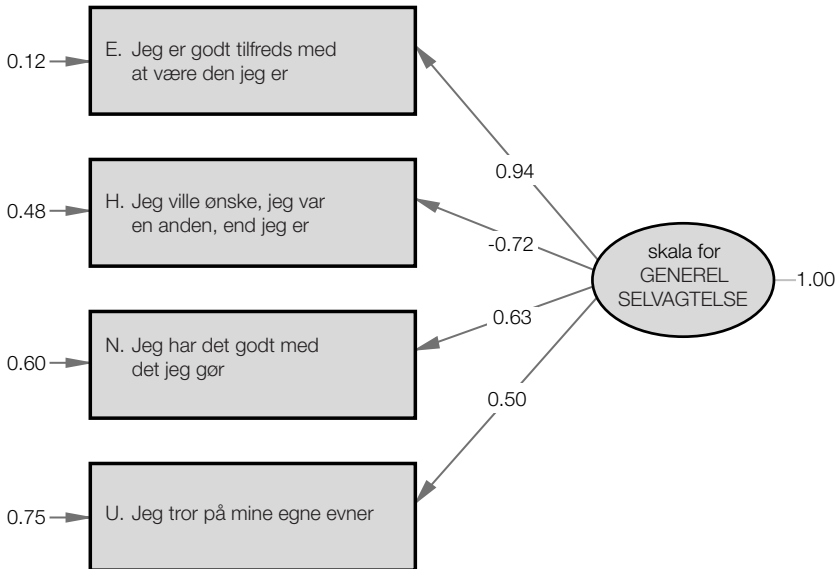 E. Jeg er godt tilfreds med
at være den jeg er
0.12
0.94
H. Jeg ville ønske, jeg var
en anden, end jeg er
0.48
-0.72
skala for
GENEREL
SELVAGTELSE
1.00
N. Jeg har det godt med
det jeg gør
0.60
0.63
0.50
U. Jeg tror på mine egne evner
0.75